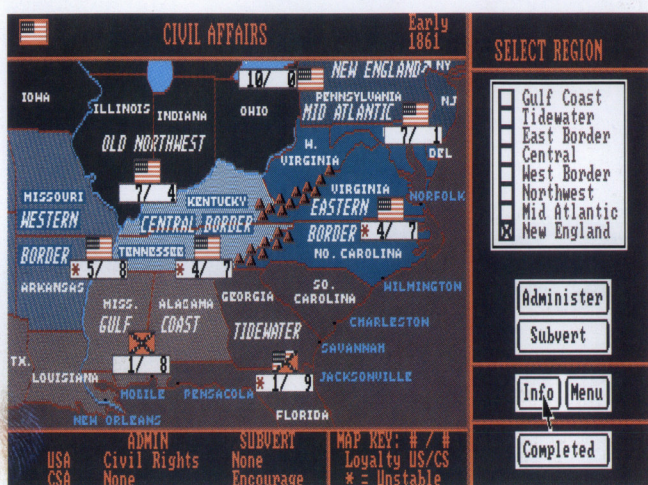 CIVIL AFFAIRS
Early
1861
SELECT REGION
10/ 0
NEW ENGLAND
NY
IOWA
ILLINOIS
INDIANA
OHIO
PENNSYLVANIA
MID ATLANTIC
NJ
7/ 1
DEL
OLD NORTHWEST
W.
VIRGINIA
7/ 4
MISSOURI
WESTERN
KENTUCKY
CENTRAL BORDER
VIRGINIA
EASTERN
NORFOLK
BORDER
TENNESSEE
BORDER
* 4/ 7
* 5/ 8
* 4/ 7
NO. CAROLINA
ARKANSAS
MISS.
ALABAMA
GEORGIA
SO.
CAROLINA
WILMINGTON
GULF COAST
TIDEWATER
CHARLESTON
SAVANNAH
TX.
1/ 8
* 1/ 9
LOUISIANA
MOBILE
PENSACOLA
JACKSONVILLE
NEW ORLEANS
FLORIDA
Gulf Coast
Tidewater
East Border
Central
West Border
Northwest
Mid Atlantic
New England
Administer
Subvert
Info
Menu
Completed
ADMIN
SUBVERT
MAP KEY: # / #
USA
Civil Rights
None
Loyalty US/CS
CSA
None
Encourage
* = Unstable